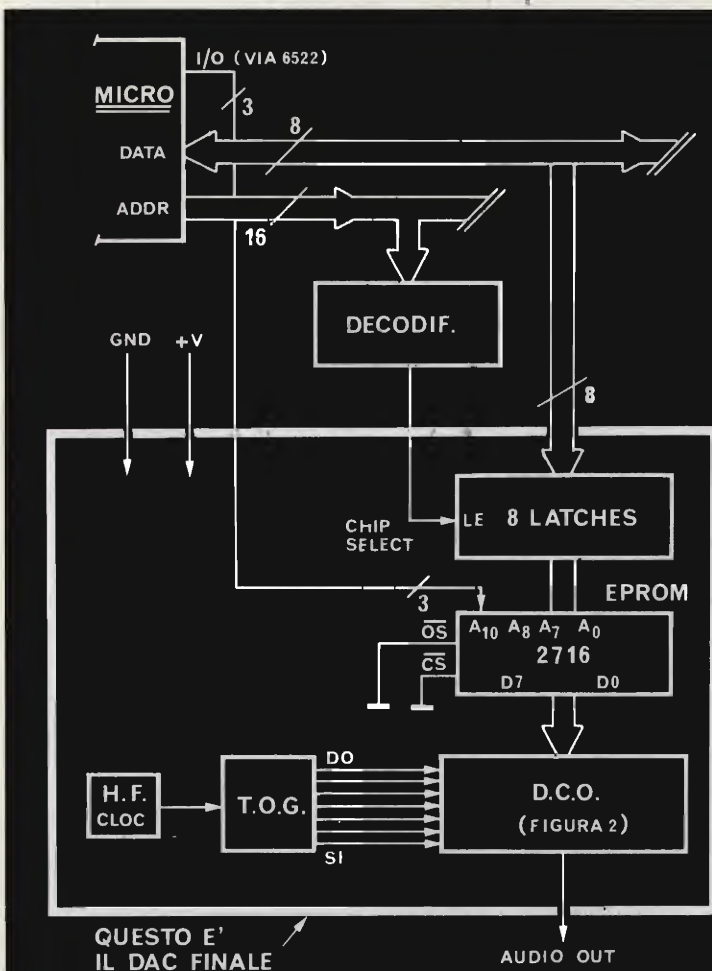 I/O (VIA 6522)
MICRO
3
8
DATA
ADDR
16
DECODIF.
GND +V
8
LE 8 LATCHES
CHIP
SELECT
EPROM
3
OS
CS
A10 A8 A7 A0
2716
D7 D0
DO
H.F.
CLOC
T.O.G.
D.C.O.
(FIGURA 2)
SI
QUESTO E'
IL DAC FINALE
AUDIO OUT